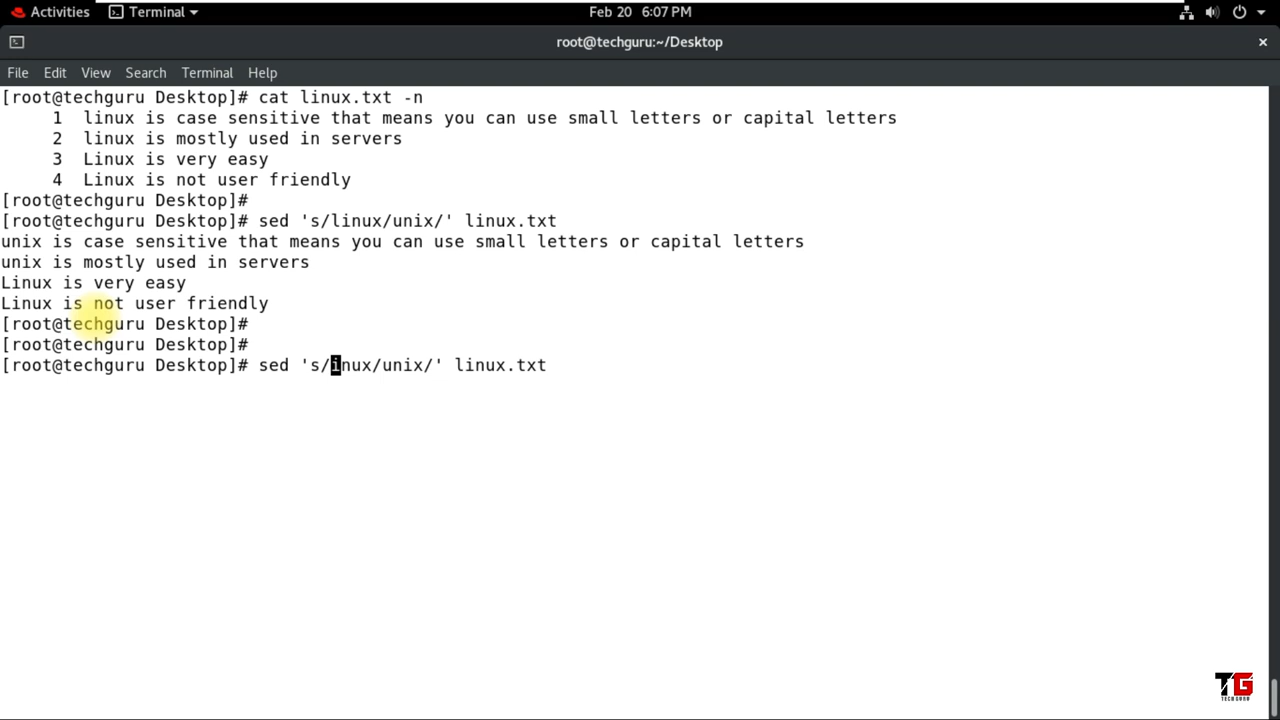 Activities Terminal Feb 20 6:07 PM
root@techguru:~/Desktop
File Edit View Search Terminal Help
[root@techguru Desktop]# cat linux.txt -n
1 linux is case sensitive that means you can use small letters or capital letters
2 linux is mostly used in servers
3 Linux is very easy
4 Linux is not user friendly
[root@techguru Desktop]#
[root@techguru Desktop]# sed 's/linux/unix/' linux.txt
unix is case sensitive that means you can use small letters or capital letters
unix is mostly used in servers
Linux is very easy
Linux is not user friendly
[root@techguru Desktop]#
[root@techguru Desktop]#
[root@techguru Desktop]# sed 's/inux/unix/' linux.txt
TG
TECH GURU